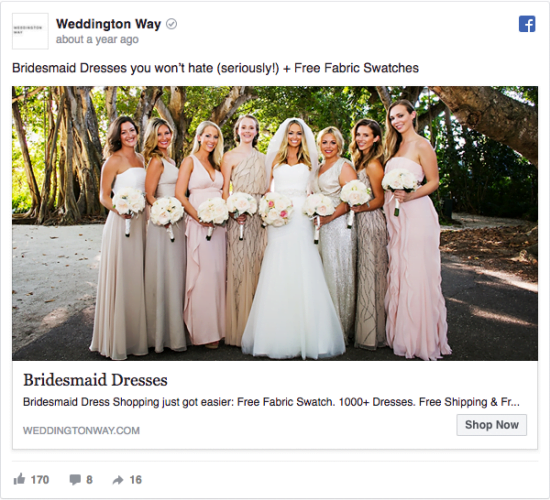 WEDDINGTON
WAY
Weddington Way
about a year ago
Bridesmaid Dresses you won't hate (seriously!) + Free Fabric Swatches
Bridesmaid Dresses
Bridesmaid Dress Shopping just got easier: Free Fabric Swatch. 1000+ Dresses. Free Shipping & Fr...
WEDDINGTONWAY.COM
Shop Now
170 8 16